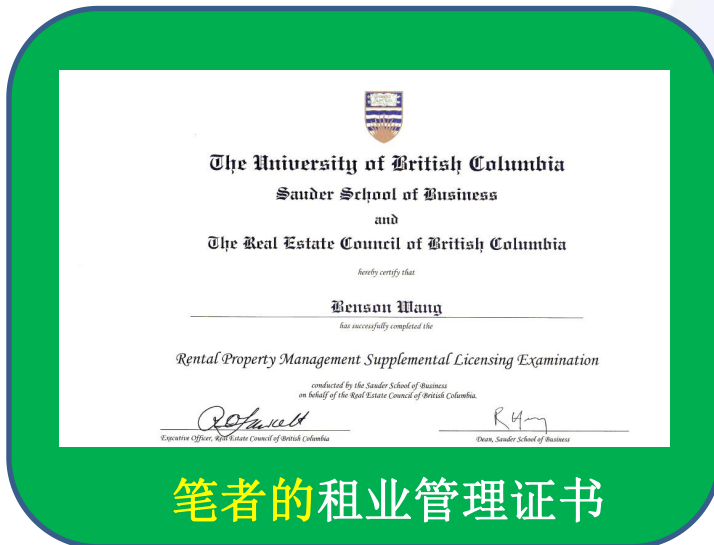 The University of British Columbia
Sauder School of Business
and
The Real Estate Council of British Columbia
hereby certify that
Benson Wang
has successfully completed the
Rental Property Management Supplemental Licensing Examination
conducted by the Sauder School of Business
on behalf of the Real Estate Council of British Columbia.
Executive Officer, Real Estate Council of British Columbia
Dean, Sauder School of Business
笔者的租业管理证书